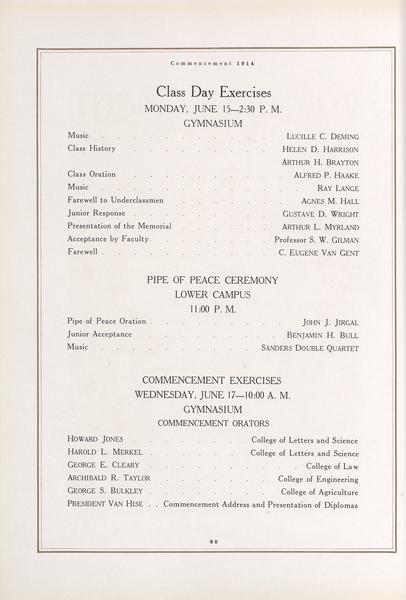 Commencement 1914
Class Day Exercises
MONDAY, JUNE 15---2:30 P. M.
GYMNASIUM
Music . . . . . . . . . . . LUCILLE C. DEMING
Class History . . . . . . . . . . HELEN D. HARRISON
ARTHUR H. BRAYTON
Class Oration . . . . . . . . . . ALFRED P. HAAKE
Music . . . . . . . . . . . . . RAY LANGE
Farewell to Underclassmen . . . . . . . AGNES M. HALL
Junior Response . . . . . . . . . GUSTAVE D. WRIGHT
Presentation of the Memorial . . . . . . ARTHUR L. MYRLAND
Acceptance by Faculty. . . . . . . . Professor S. W. GILMAN
Farewell . . . . . . . . . . . C. EUGENE VAN GENT
PIPE OF PEACE CEREMONY
LOWER CAMPUS
11:00 P. M.
Pipe of Peace Oration . . . . . . . . . JOHN J. JIRGAL
Junior Acceptance . . . . . . . . . BENJAMIN H. BULL
Music . . . . . . . . . . SANDERS DOUBLE QUARTET
COMMENCEMENT EXERCISES
WEDNESDAY, JUNE 17---10:00 A. M.
GYMNASIUM
COMMENCEMENT ORATORS
HOWARD JONES . . . . . . . College of Letters and Science
HAROLD L. MERKEL . . . . . . College of Letters and Science
GEORGE E. CLEARY . . . . . . . . . College of Law
ARCHIBALD R. TAYLOR . . . . . . . College of Engineering
GEORGE S. BULKLEY . . . . . . . . College of Agriculture
PRESIDENT VAN HISE . . Commencement Address and Presentation of Diplomas
80